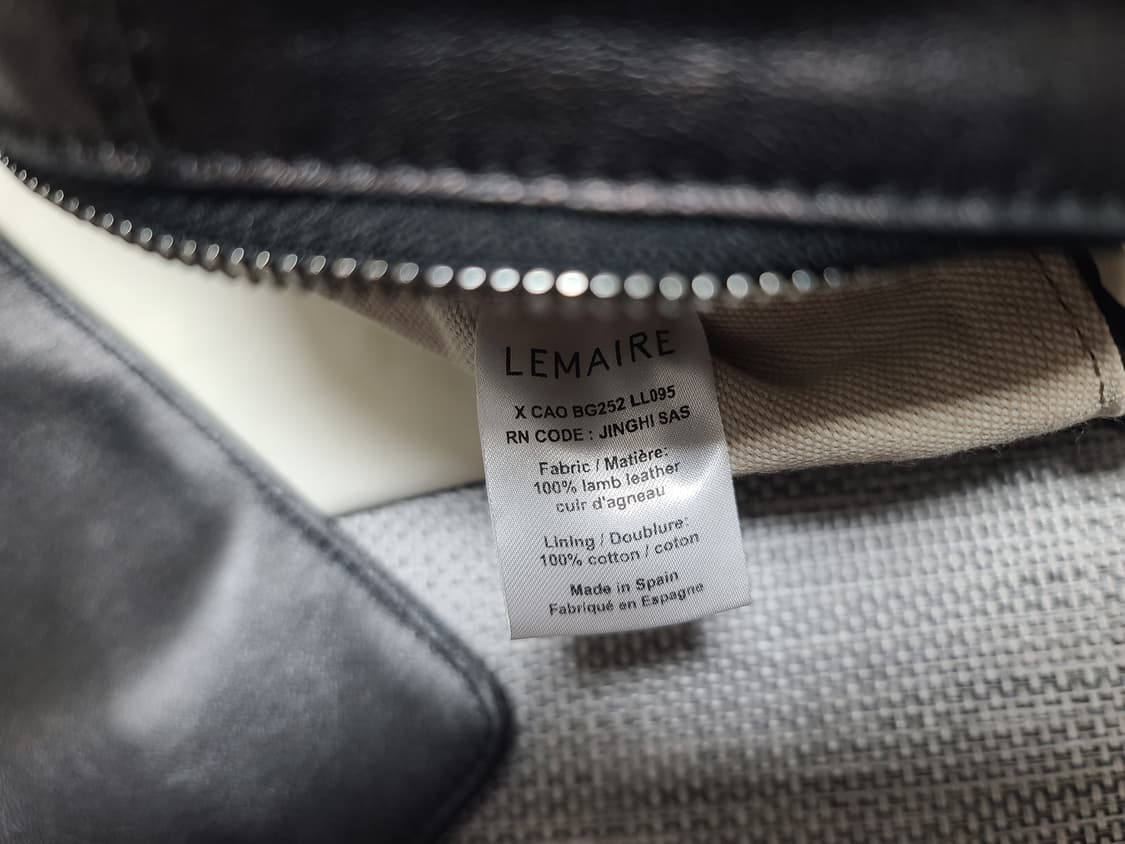 LEMAIRE
X CAO BG252 LL095
RN CODE : JINGHI SAS
Fabric / Matière:
100% lamb leather
cuir d'agneau
Lining / Doublure:
100% cotton / coton
Made in Spain
Fabriqué en Espagne